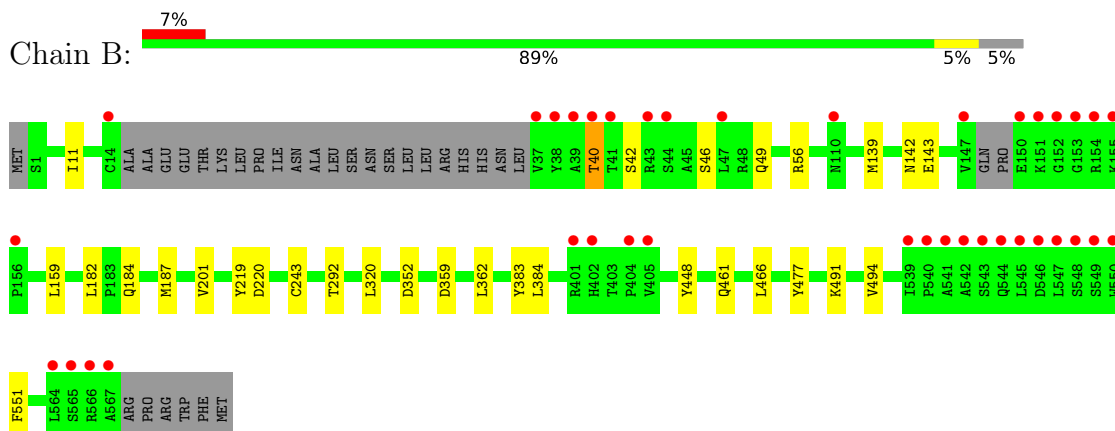 7%
Chain B:
89% 5% 5%
MET S1 I11 C14 ALA ALA GLU GLU THR LYS LEU PRO ILE ASN ALA LEU SER ASN SER LEU LEU ARG HIS HIS ASN LEU V37 Y38 A39 T40 T41 S42 R43 S44 A45 S46 L47 R48 Q49 R56 N110 M139 N142 E143 V147 GLN PRO E150 K151 G152 G153 R154 K155
P156 L159 L182 P183 Q184 M187 V201 Y219 D220 C243 T292 L320 D352 D359 L362 Y383 L384 R401 H402 T403 P404 V405 Y448 Q461 L466 Y477 K491 V494 I539 P540 A541 A542 S543 Q544 L545 D546 L547 S548 S549 W550
F551 L564 S565 R566 A567 ARG PRO ARG TRP PHE MET